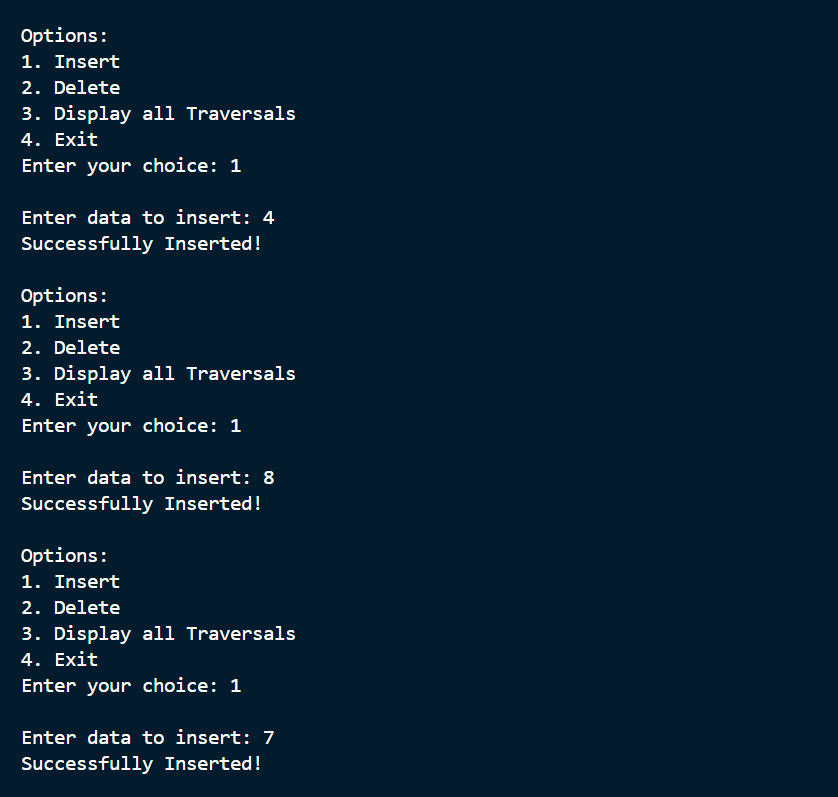 Options:
1. Insert
2. Delete
3. Display all Traversals
4. Exit
Enter your choice: 1
Enter data to insert: 4
Successfully Inserted!
Options:
1. Insert
2. Delete
3. Display all Traversals
4. Exit
Enter your choice: 1
Enter data to insert: 8
Successfully Inserted!
Options:
1. Insert
2. Delete
3. Display all Traversals
4. Exit
Enter your choice: 1
Enter data to insert: 7
Successfully Inserted!